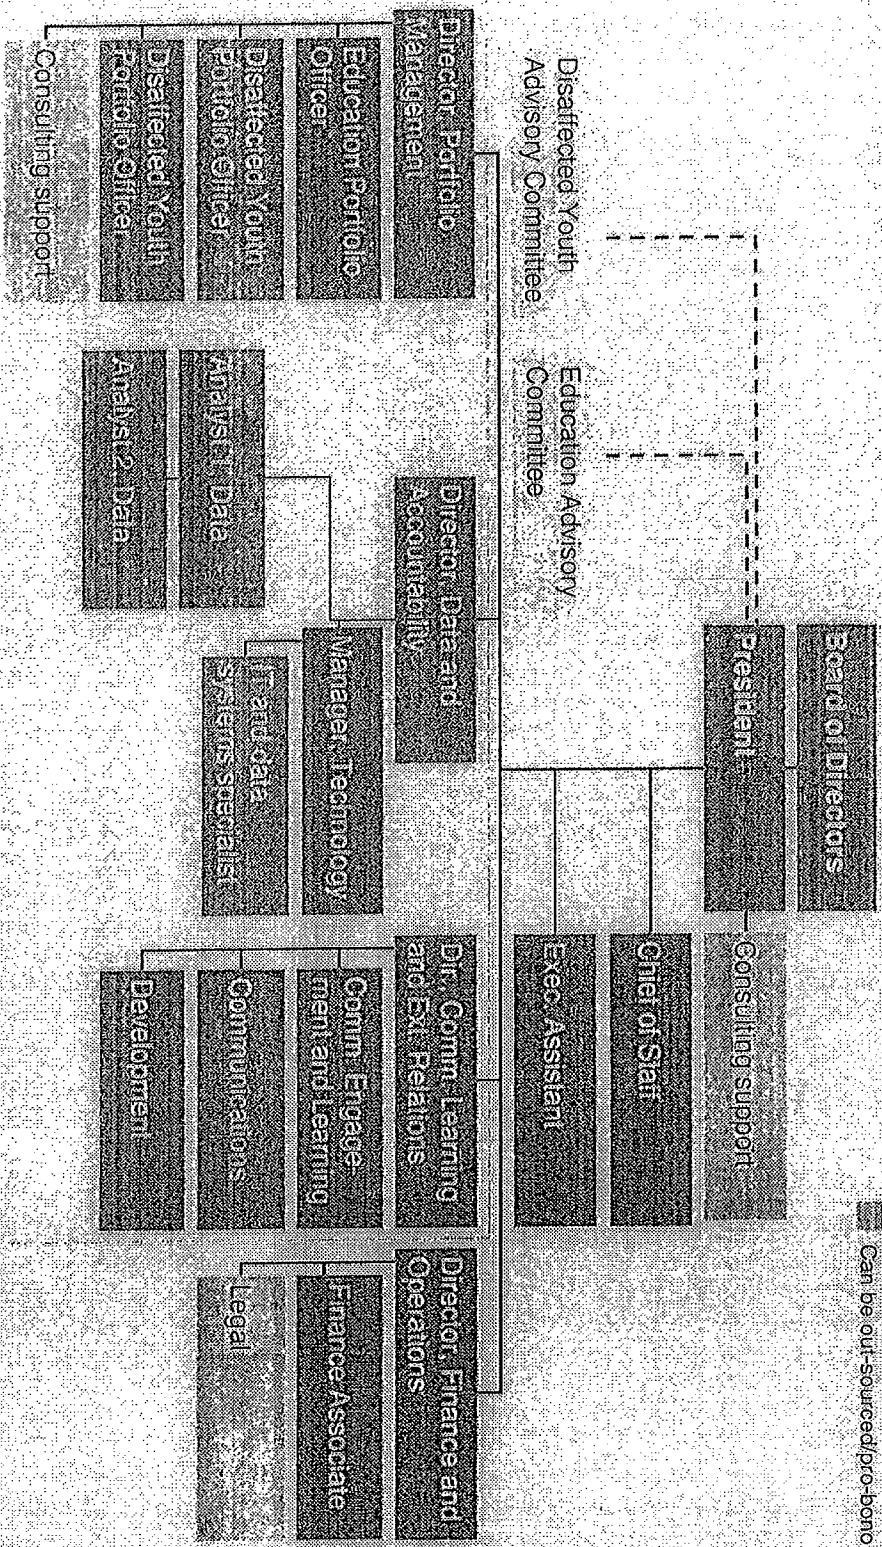 Can be out-sourced/pro-bono
Board of Directors
President
Consulting support
Chief of Staff
Exec. Assistant
Disaffected Youth
Advisory Committee
Education Advisory
Committee
Director, Portfolio
Management
Education Portfolio
Officer
Disaffected Youth
Portfolio Officer
Disaffected Youth
Portfolio Officer
Consulting support
Director, Data and
Accountability
Manager, Technology
IT and data
systems specialist
Analyst 1, Data
Analyst 2, Data
Dir., Comm. Learning
and Ext. Relations
Comm. Engage-
ment and Learning
Communications
Development
Director, Finance and
Operations
Finance Associate
Legal